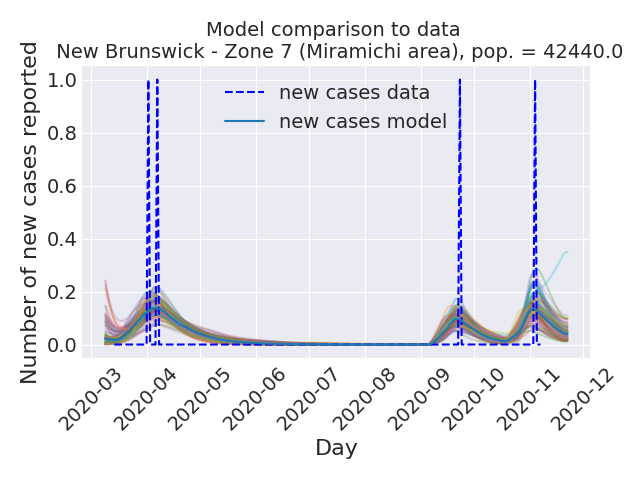 Model comparison to data
New Brunswick - Zone 7 (Miramichi area), pop. = 42440.0
Number of new cases reported
1.0
0.8
0.6
0.4
0.2
0.0
new cases data
new cases model
2020-03
2020-04
2020-05
2020-06
2020-07
2020-08
2020-09
2020-10
2020-11
2020-12
Day